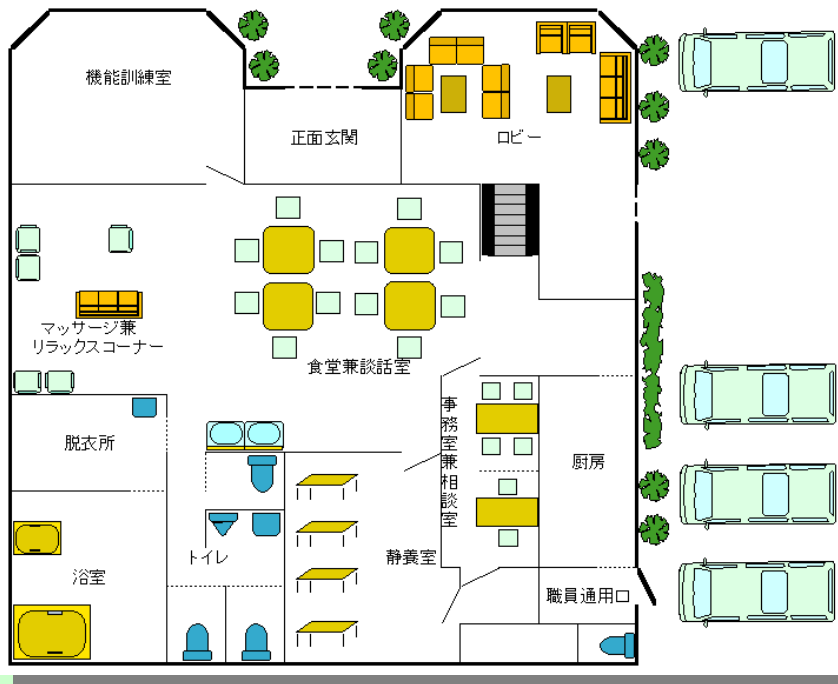 機能訓練室
正面玄関
ロビー
マッサージ兼
リラックスコーナー
食堂兼談話室
事務室兼相談室
脱衣所
厨房
静養室
トイレ
浴室
職員通用口